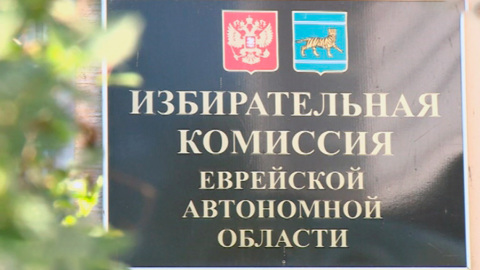 ИЗБИРАТЕЛЬНАЯ
КОМИССИЯ
ЕВРЕЙСКОЙ
АВТОНОМНОЙ
ОБЛАСТИ